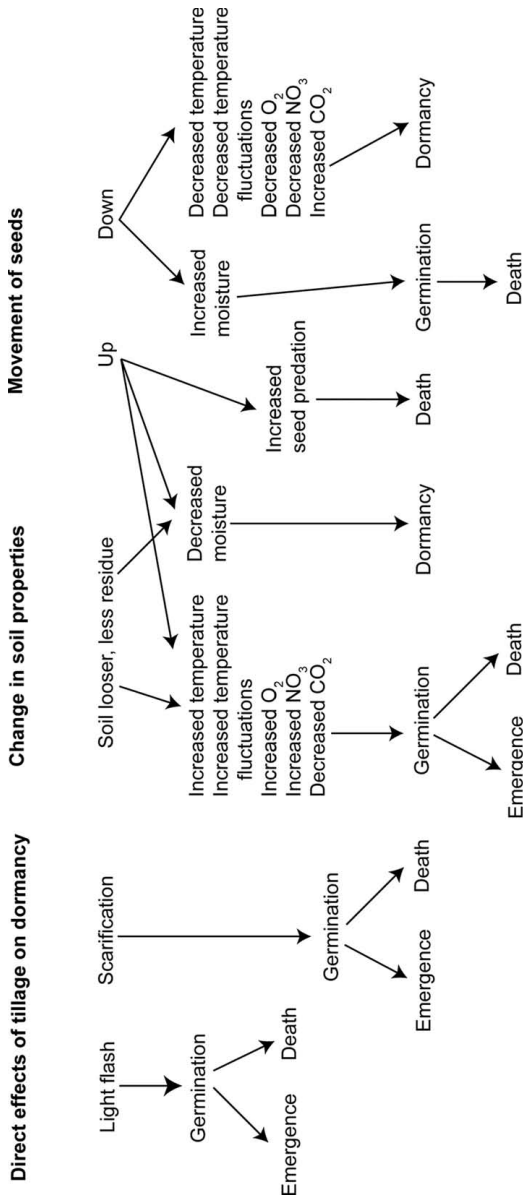 Direct effects of tillage on dormancy
Light flash
Germination
Emergence
Death
Scarification
Germination
Emergence
Death
Change in soil properties
Soil looser, less residue
Increased temperature
Increased temperature
fluctuations
Increased O₂
Increased NO₃
Decreased CO₂
Germination
Emergence
Death
Decreased
moisture
Dormancy
Movement of seeds
Up
Increased
seed predation
Death
Down
Increased
moisture
Germination
Death
Decreased temperature
Decreased temperature
fluctuations
Decreased O₂
Decreased NO₃
Increased CO₂
Dormancy